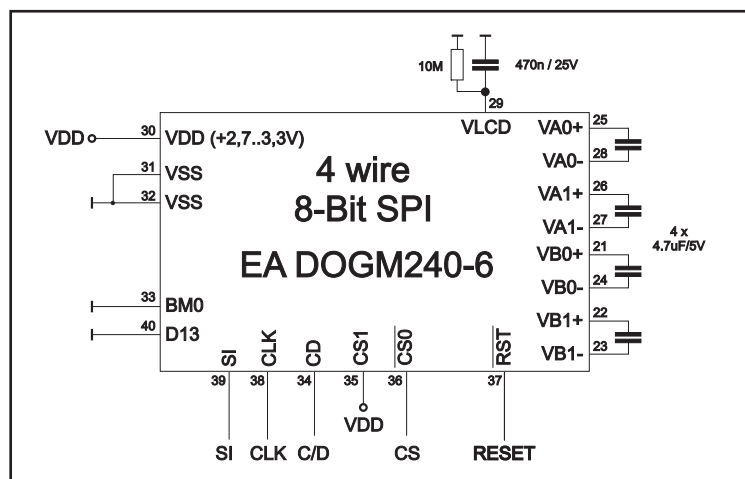 10M
470n / 25V
29
VLCD
VDD
30
VDD (+2,7..3,3V)
31
VSS
32
VSS
4 wire
8-Bit SPI
EA DOGM240-6
33
BM0
40
D13
VA0+
25
VA0-
28
VA1+
26
VA1-
27
VB0+
21
VB0-
24
VB1+
22
VB1-
23
4 x
4.7uF/5V
SI
CLK
CD
CS1
CS0
RST
39
38
34
35
36
37
VDD
SI
CLK
C/D
CS
RESET